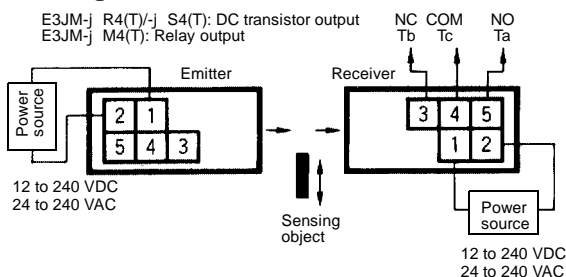 E3JM-j R4(T)/-j S4(T): DC transistor output
E3JM-j M4(T): Relay output
NC COM NO
Tb Tc Ta
Emitter
Receiver
Power
source
2 1
5 4 3
3 4 5
1 2
12 to 240 VDC
24 to 240 VAC
Sensing
object
Power
source
12 to 240 VDC
24 to 240 VAC